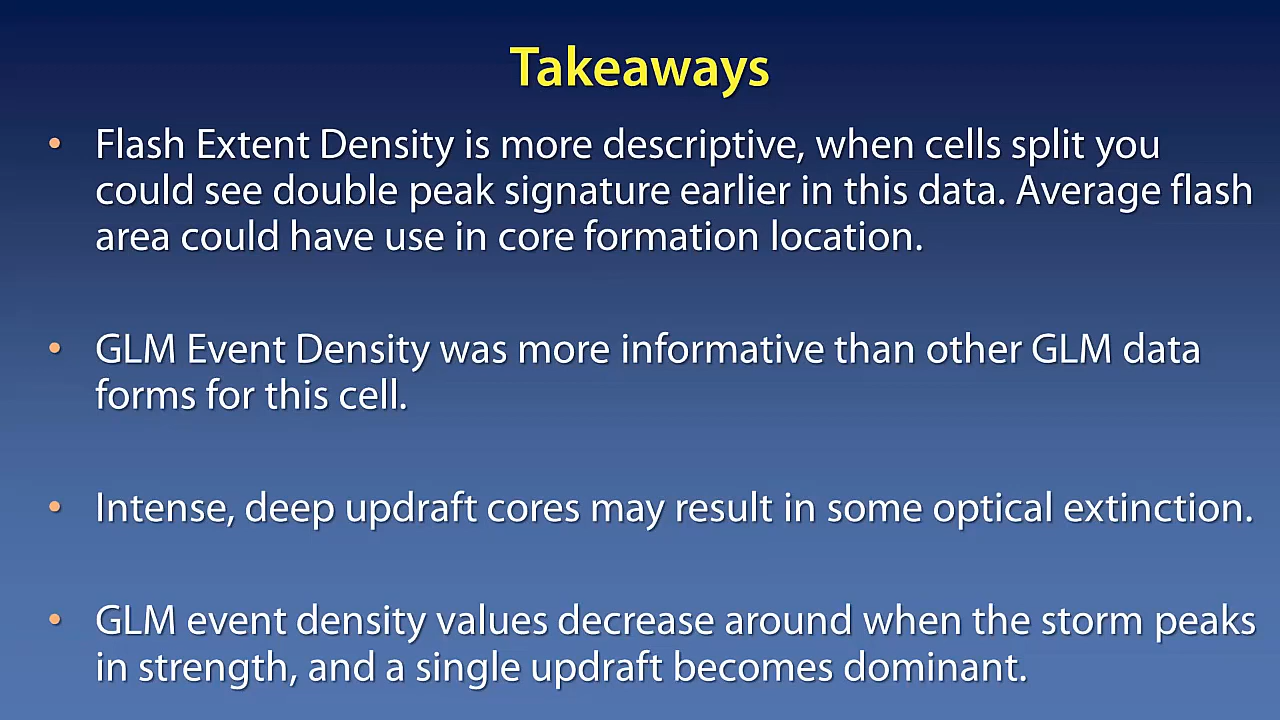 Takeaways
• Flash Extent Density is more descriptive, when cells split you
could see double peak signature earlier in this data. Average flash
area could have use in core formation location.
• GLM Event Density was more informative than other GLM data
forms for this cell.
• Intense, deep updraft cores may result in some optical extinction.
• GLM event density values decrease around when the storm peaks
in strength, and a single updraft becomes dominant.